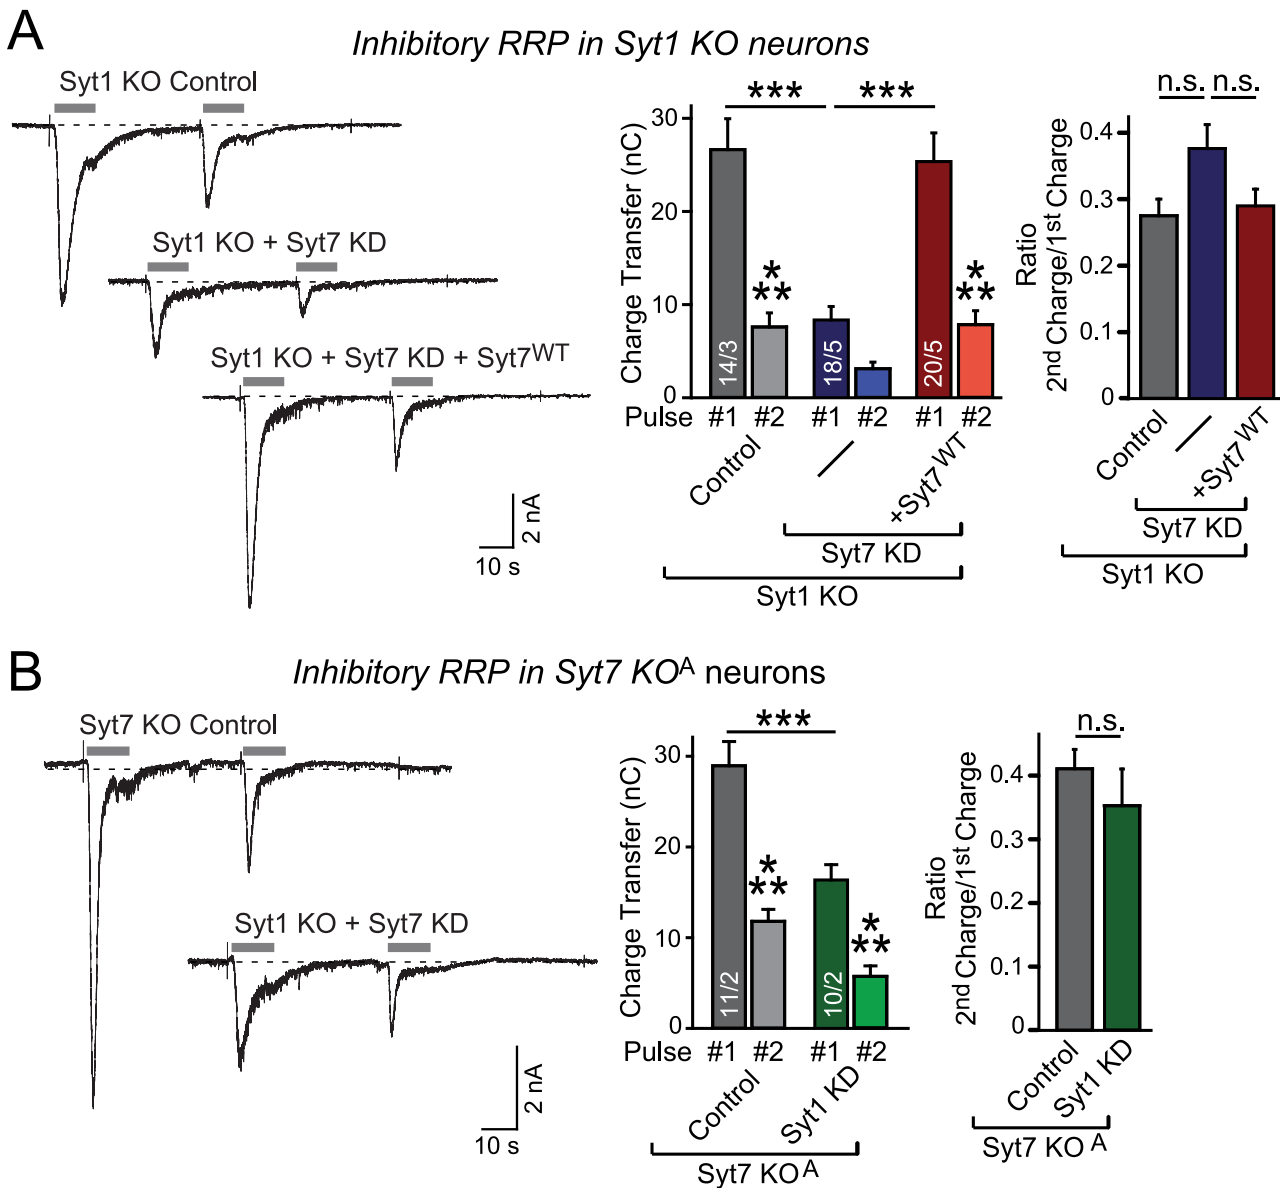 A
Inhibitory RRP in Syt1 KO neurons
Syt1 KO Control
Syt1 KO + Syt7 KD
Syt1 KO + Syt7 KD + Syt7WT
2 nA
10 s
Charge Transfer (nC)
30
20
10
0
***
***
*
**
*
**
14/3
18/5
20/5
Pulse #1 #2 #1 #2 #1 #2
Control
+Syt7WT
Syt7 KD
Syt1 KO
Ratio
2nd Charge/1st Charge
0.4
0.3
0.2
0.1
0
n.s.
n.s.
Control
+Syt7WT
Syt7 KD
Syt1 KO
B
Inhibitory RRP in Syt7 KOA neurons
Syt7 KO Control
Syt1 KO + Syt7 KD
2 nA
10 s
Charge Transfer (nC)
30
20
10
0
***
*
**
*
**
11/2
10/2
Pulse #1 #2 #1 #2
Control
Syt1 KD
Syt7 KOA
Ratio
2nd Charge/1st Charge
0.4
0.3
0.2
0.1
0
n.s.
Control
Syt1 KD
Syt7 KO A